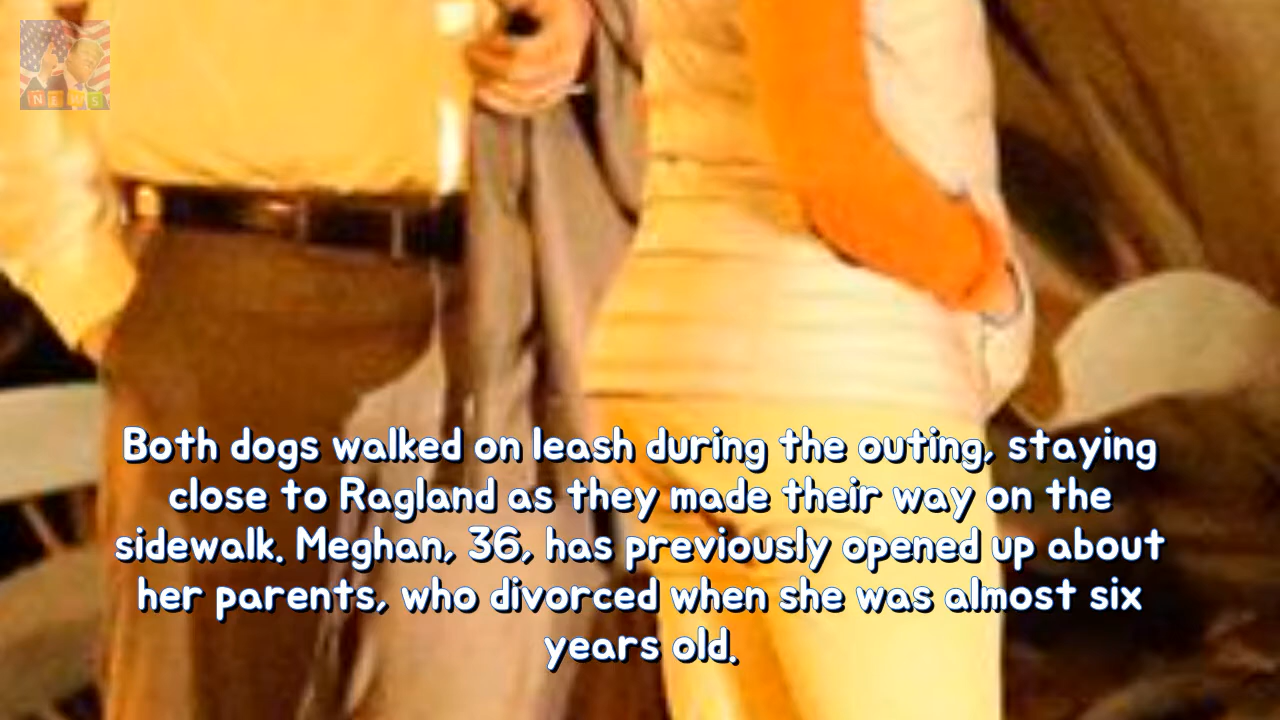 NEWS
Both dogs walked on leash during the outing, staying
close to Ragland as they made their way on the
sidewalk. Meghan, 36, has previously opened up about
her parents, who divorced when she was almost six
years old.